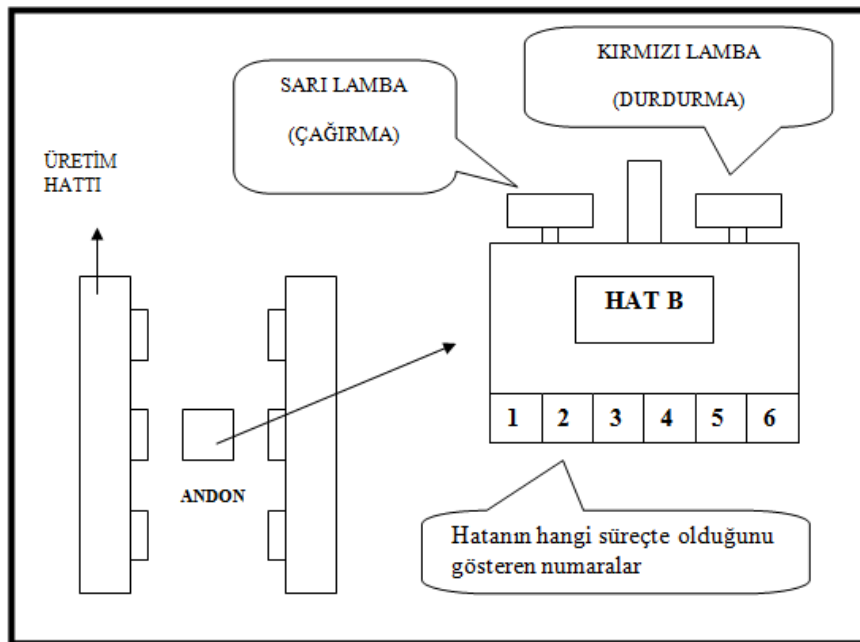 KIRMIZI LAMBA
(DURDURMA)
SARI LAMBA
(ÇAĞIRMA)
ÜRETİM
HATTI
HAT B
1 2 3 4 5 6
ANDON
Hatanın hangi süreçte olduğunu
gösteren numaralar